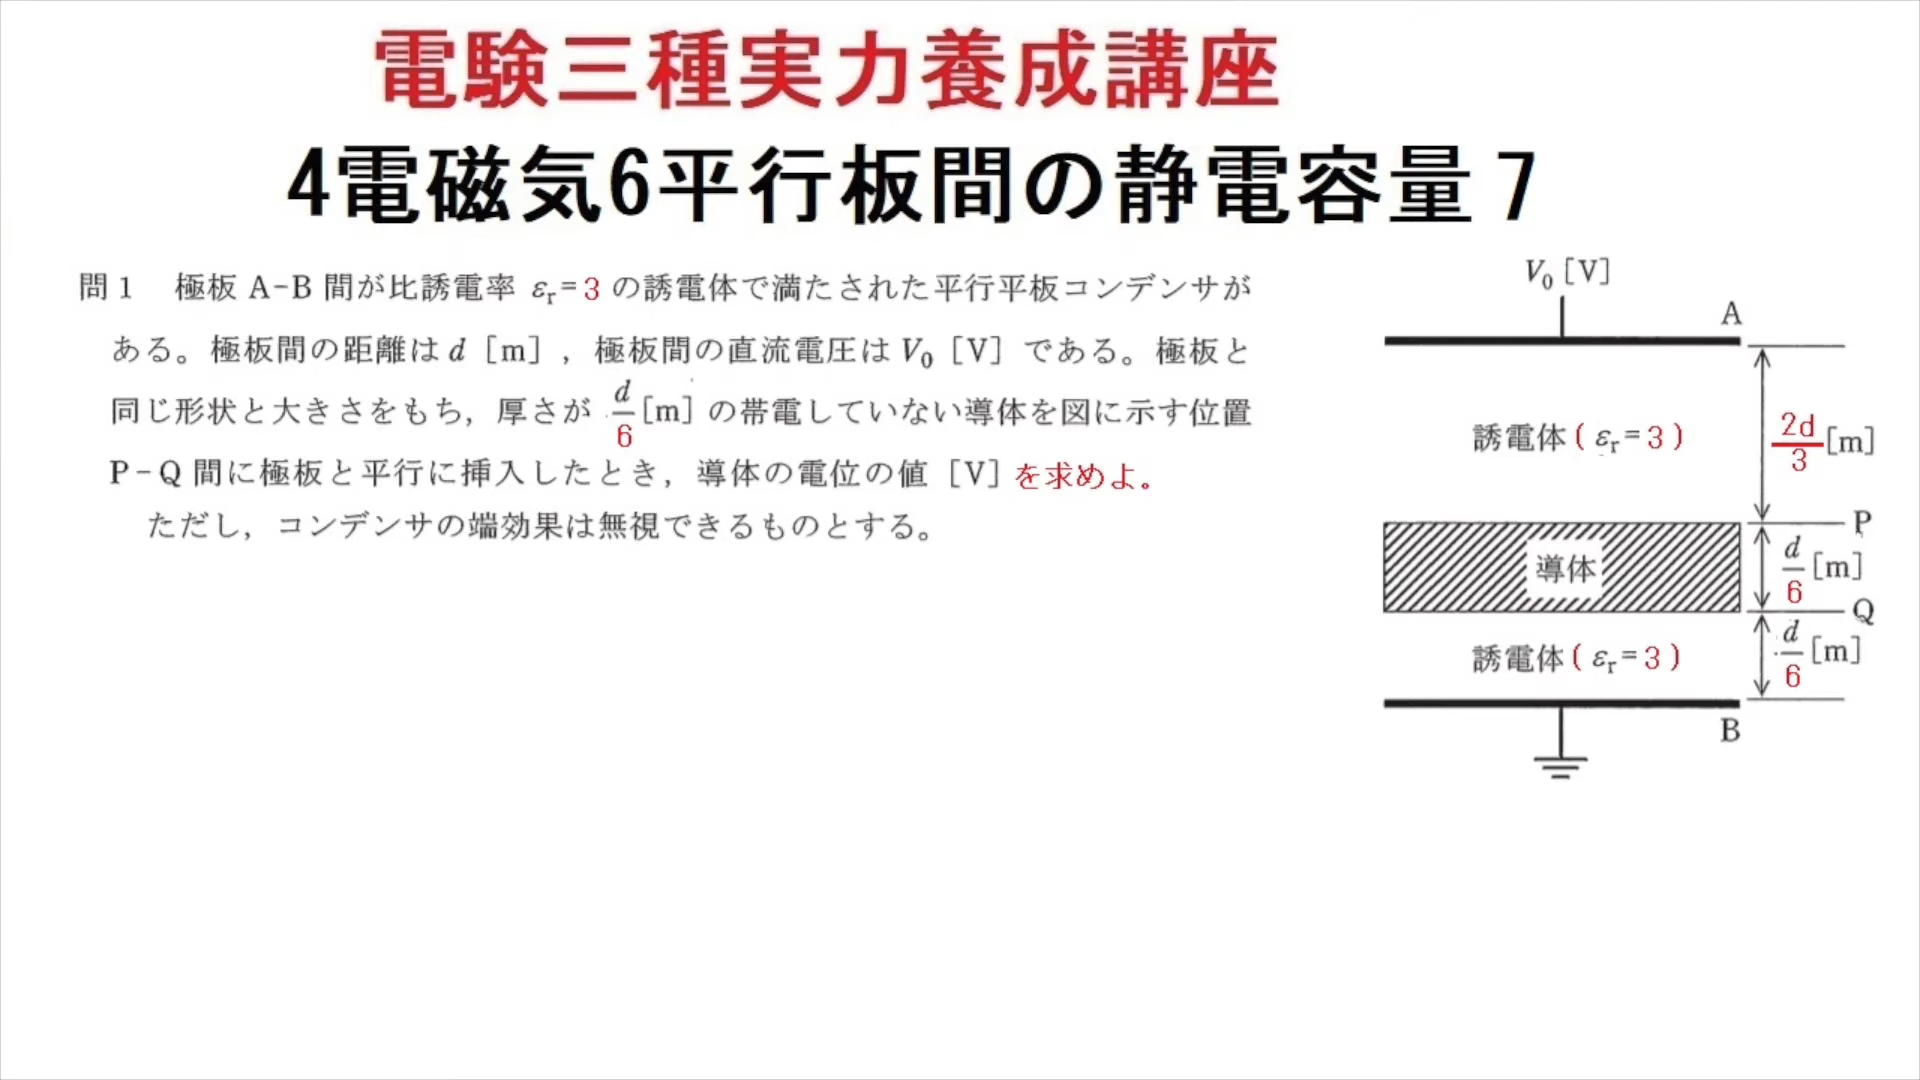 電験三種実力養成講座
4電磁気6平行板間の静電容量7
問1 極板 A-B 間が比誘電率 εr=3 の誘電体で満たされた平行平板コンデンサが
ある。極板間の距離は d [m]，極板間の直流電圧は V0 [V] である。極板と
同じ形状と大きさをもち，厚さが d/6 [m] の帯電していない導体を図に示す位置
P-Q 間に極板と平行に挿入したとき，導体の電位の値 [V] を求めよ。
ただし，コンデンサの端効果は無視できるものとする。
V0 [V]
A
誘電体( εr=3 )
2d/3 [m]
P
導体
d/6 [m]
Q
誘電体( εr=3 )
d/6 [m]
B